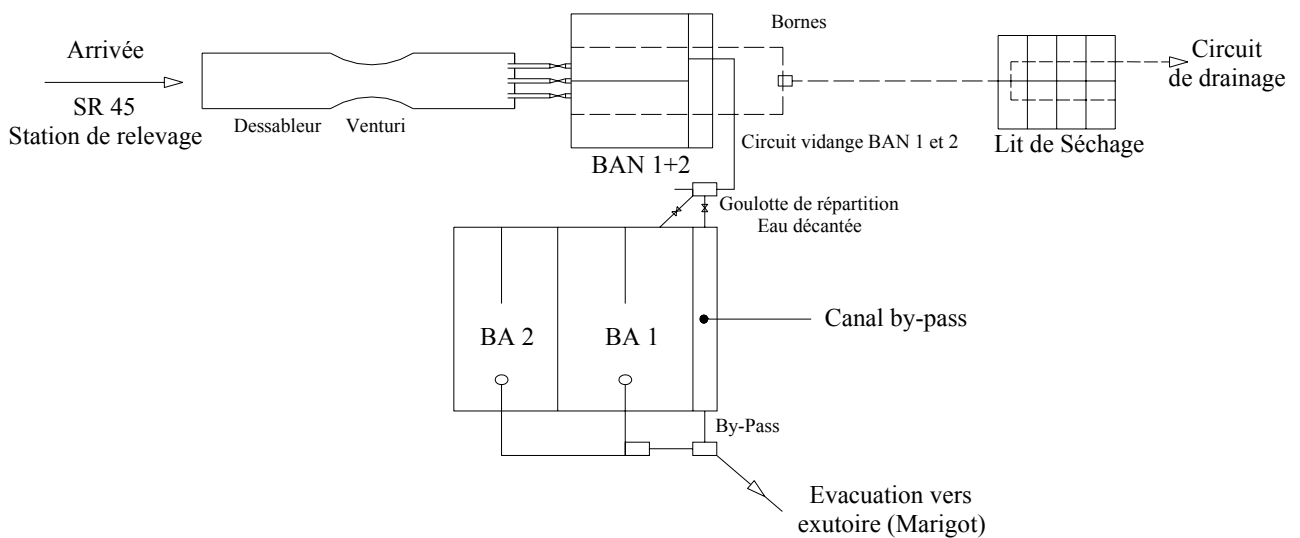 Arrivée
SR 45
Station de relevage
Dessableur
Venturi
BAN 1+2
Bornes
Circuit vidange BAN 1 et 2
Lit de Séchage
Circuit
de drainage
Goulotte de répartition
Eau décantée
BA 2
BA 1
Canal by-pass
By-Pass
Evacuation vers
exutoire (Marigot)